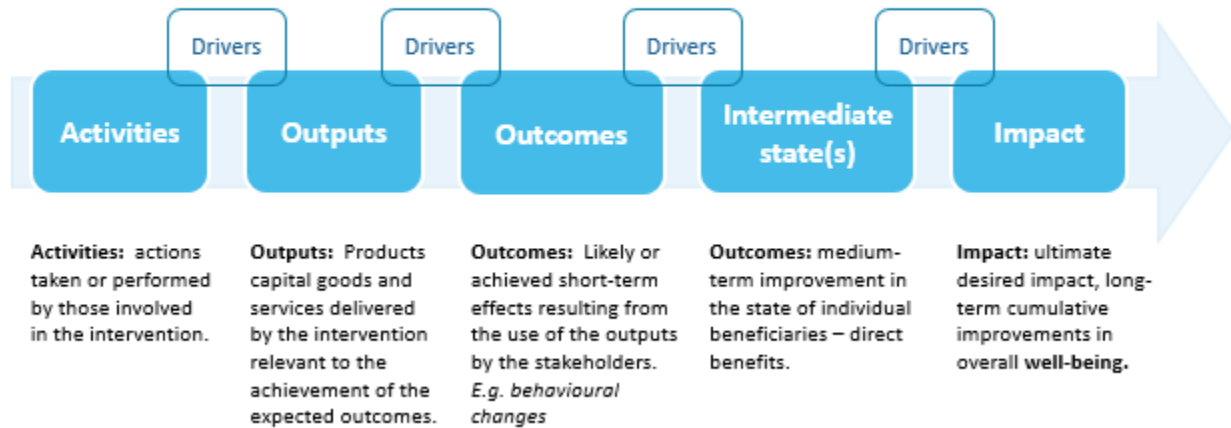 Drivers
Drivers
Drivers
Drivers
Activities
Outputs
Outcomes
Intermediate
state(s)
Impact
Activities: actions
taken or performed
by those involved
in the intervention.
Outputs: Products
capital goods and
services delivered
by the intervention
relevant to the
achievement of the
expected outcomes.
Outcomes: Likely or
achieved short-term
effects resulting from
the use of the outputs
by the stakeholders.
E.g. behavioural
changes
Outcomes: medium-
term improvement in
the state of individual
beneficiaries – direct
benefits.
Impact: ultimate
desired impact, long-
term cumulative
improvements in
overall well-being.